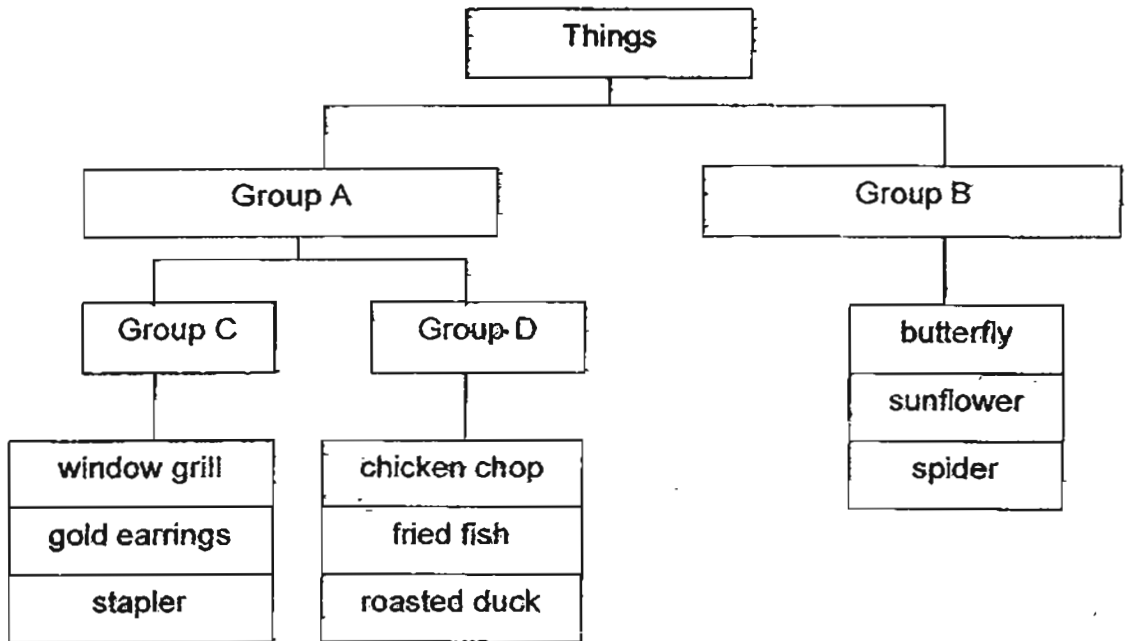 Things
Group A
Group B
Group C
Group D
butterfly
sunflower
spider
window grill
gold earrings
stapler
chicken chop
fried fish
roasted duck